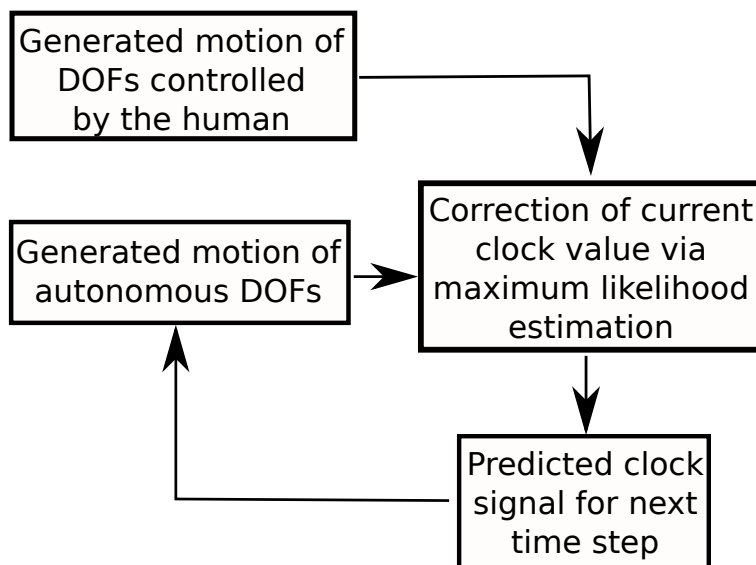 Generated motion of
DOFs controlled
by the human
Generated motion of
autonomous DOFs
Correction of current
clock value via
maximum likelihood
estimation
Predicted clock
signal for next
time step